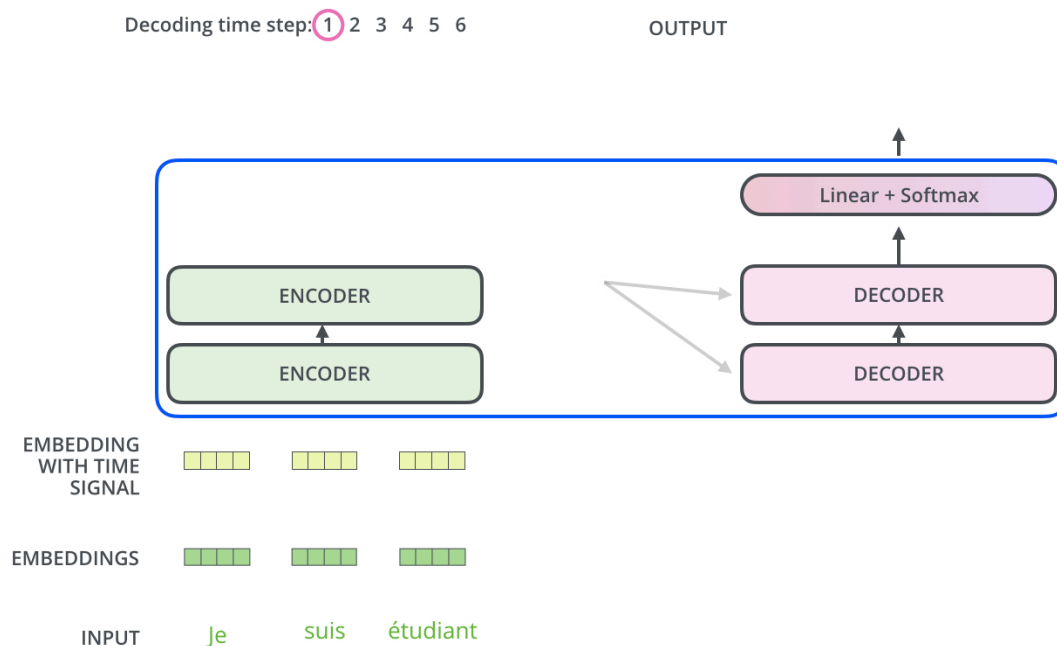 Decoding time step: 1 2 3 4 5 6
OUTPUT
Linear + Softmax
ENCODER
DECODER
ENCODER
DECODER
EMBEDDING
WITH TIME
SIGNAL
EMBEDDINGS
INPUT Je suis étudiant